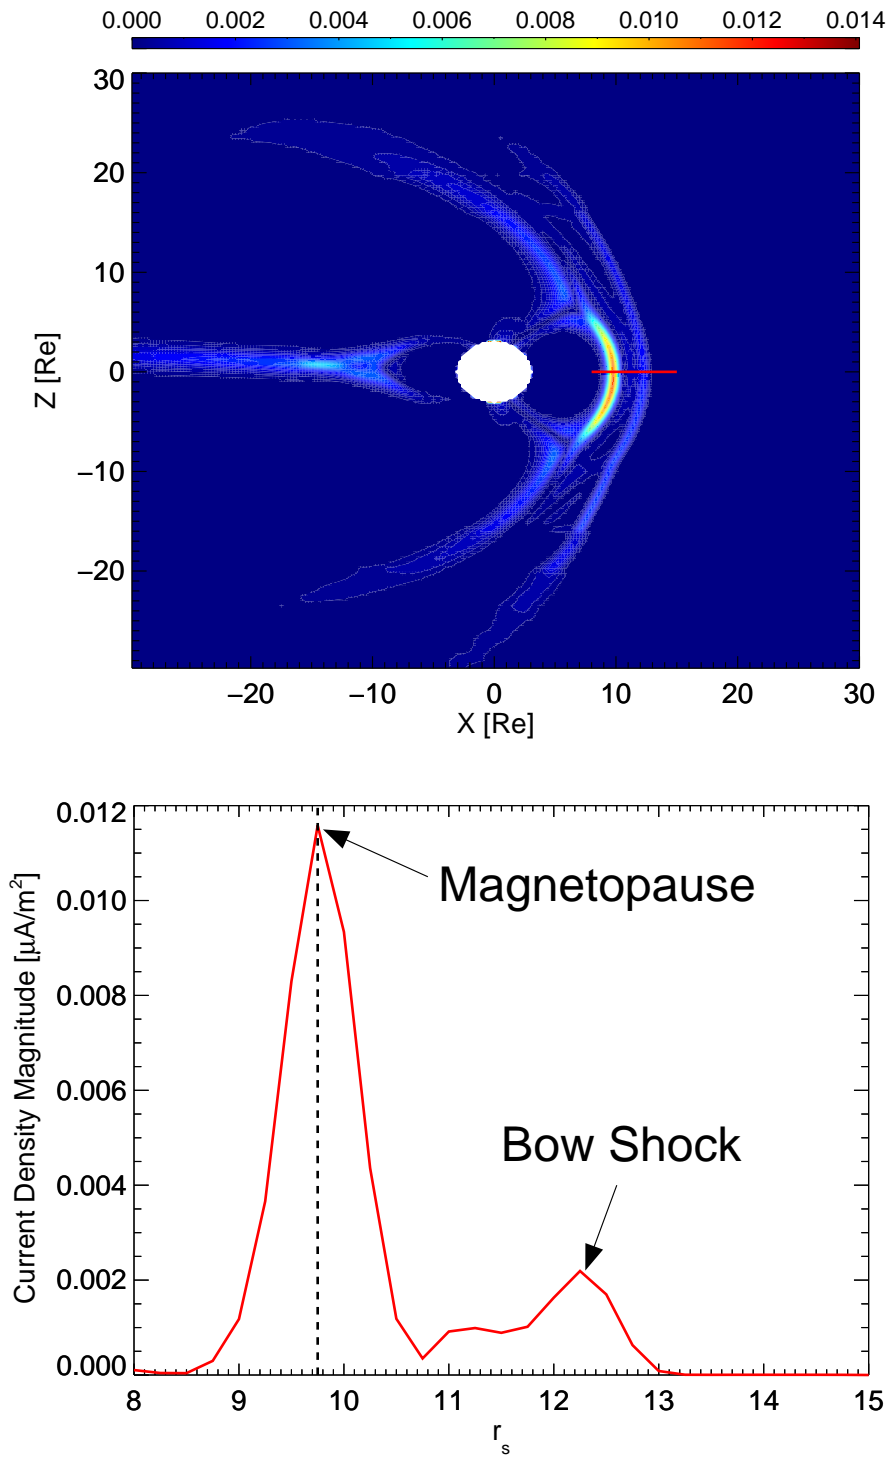 0.000 0.002 0.004 0.006 0.008 0.010 0.012 0.014
30
20
10
0
−10
−20
Z [Re]
−20 −10 0 10 20 30
X [Re]
0.012
0.010
0.008
0.006
0.004
0.002
0.000
Current Density Magnitude [μA/m²]
Magnetopause
Bow Shock
8 9 10 11 12 13 14 15
r_s